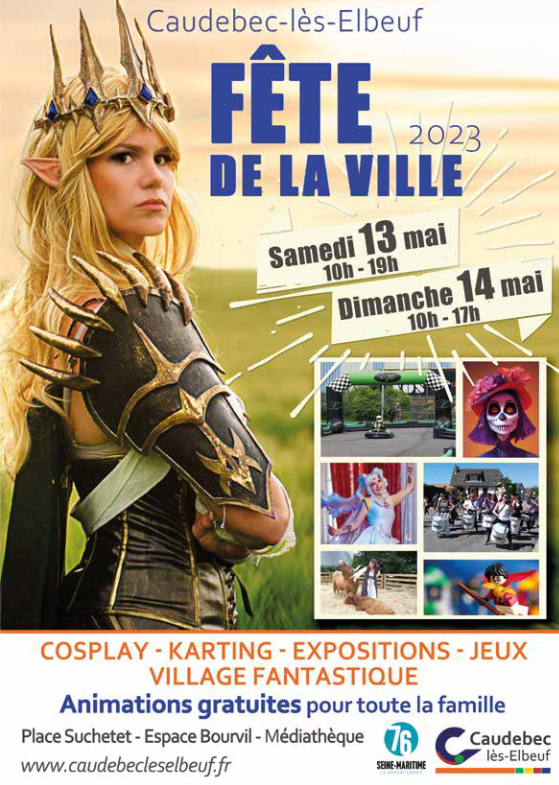 Caudebec-lès-Elbeuf
FÊTE
2023
DE LA VILLE
Samedi 13 mai
10h - 19h
Dimanche 14 mai
10h - 17h
COSPLAY - KARTING - EXPOSITIONS - JEUX
VILLAGE FANTASTIQUE
Animations gratuites pour toute la famille
Place Suchetet - Espace Bourvil - Médiathèque
www.caudebecleselbeuf.fr
76
SEINE-MARITIME
LE DÉPARTEMENT
Caudebec
lès-Elbeuf